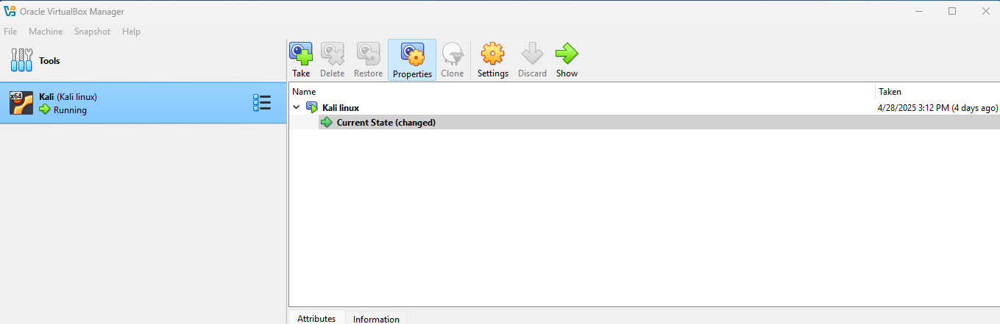 Oracle VirtualBox Manager
File Machine Snapshot Help
Tools
Take Delete Restore Properties Clone Settings Discard Show
x64
Kali (Kali linux)
Running
Name Taken
Kali linux 4/28/2025 3:12 PM (4 days ago)
Current State (changed)
Attributes Information